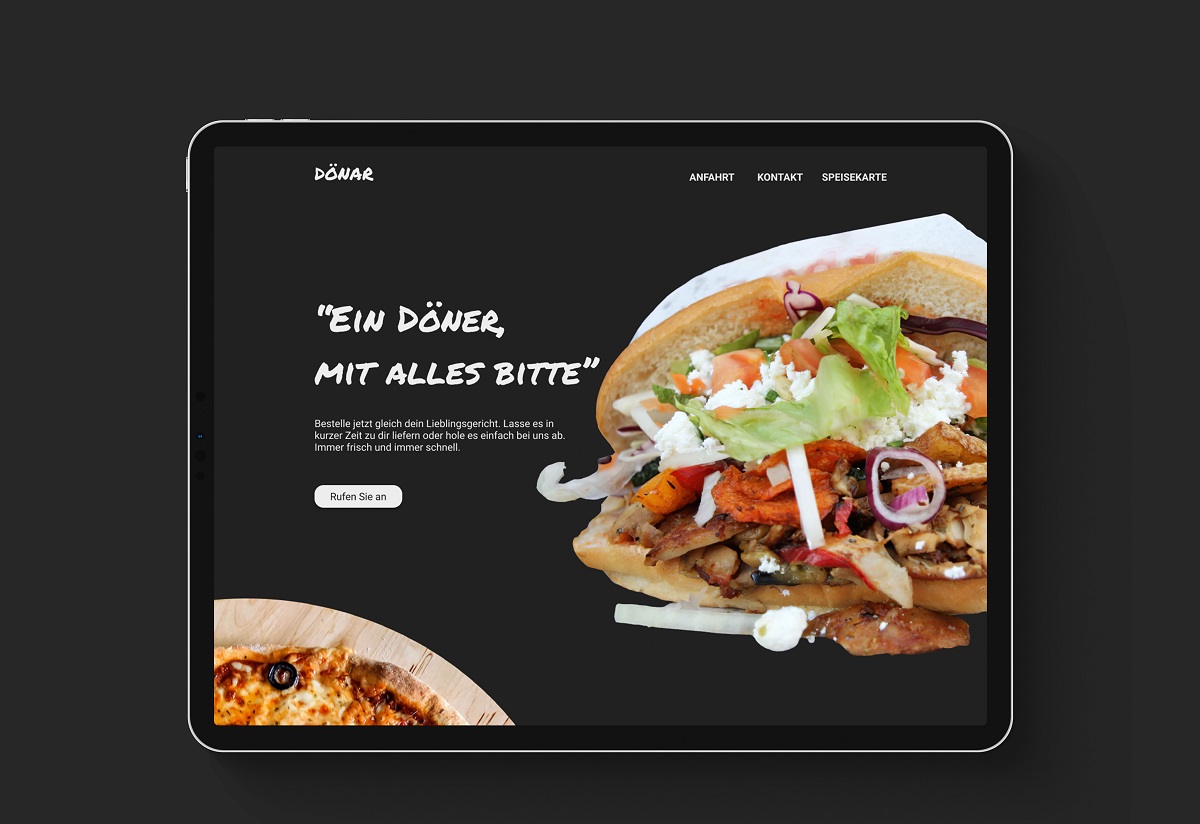 DÖNAR
ANFAHRT KONTAKT SPEISEKARTE
"EIN DÖNER,
MIT ALLES BITTE"
Bestelle jetzt gleich dein Lieblingsgericht. Lasse es in
kurzer Zeit zu dir liefern oder hole es einfach bei uns ab.
Immer frisch und immer schnell.
Rufen Sie an